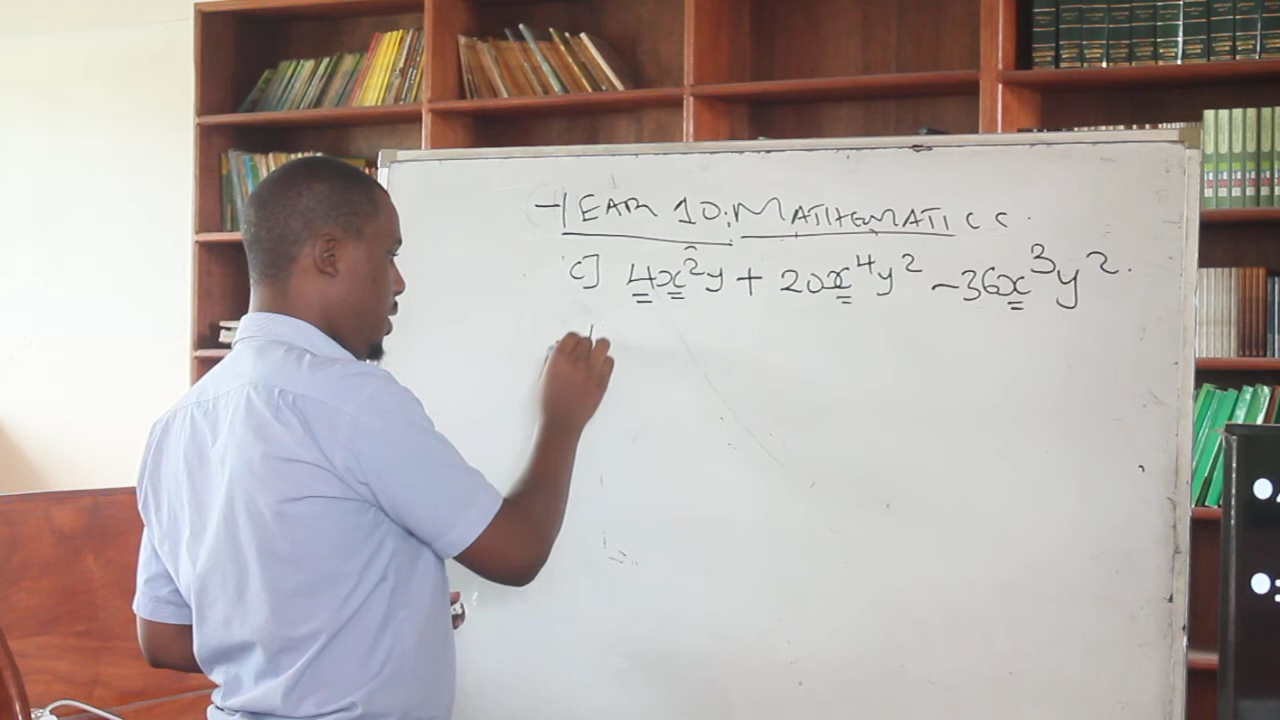 YEAR 10: MATHEMATICS.
c] 4x²y + 20x⁴y² - 36x³y².